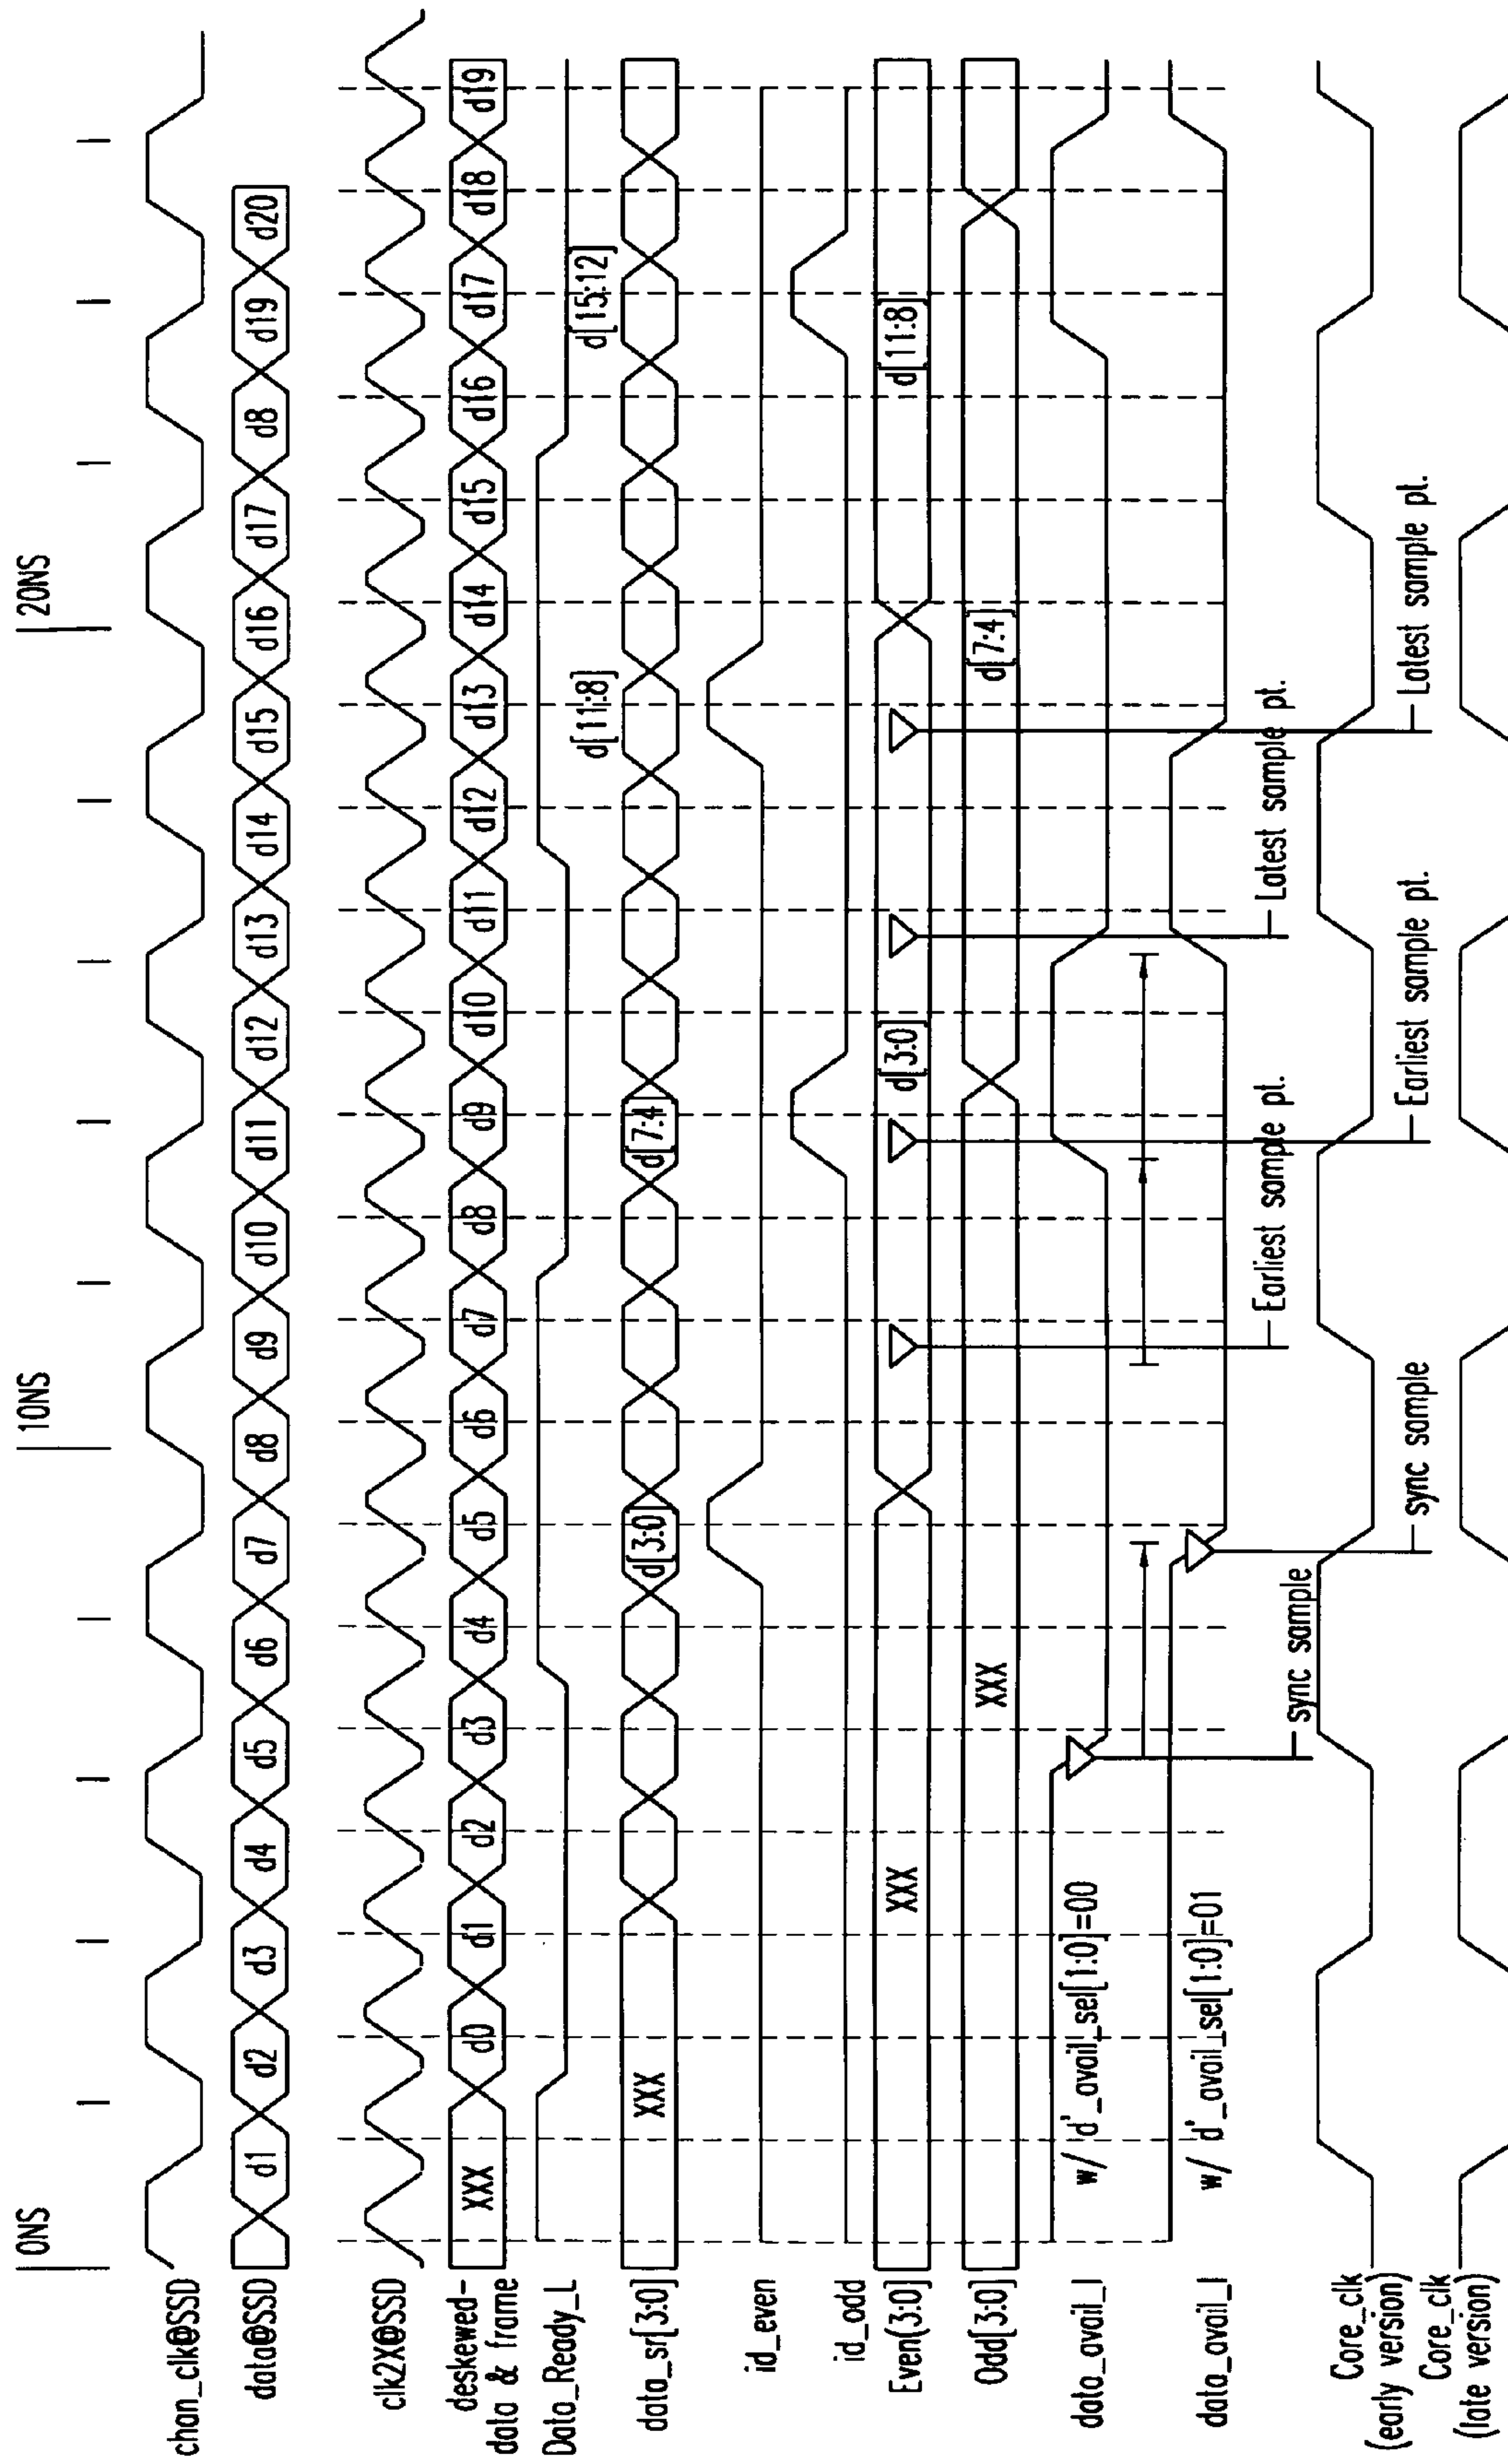 0NS 10NS 20NS
chan_clk@SSD
data@SSD d1 d2 d3 d4 d5 d6 d7 d8 d9 d10 d11 d12 d13 d14 d15 d16 d17 d8 d19 d20
clk2X@SSD
deskewed-
data & frame XXX d0 d1 d2 d3 d4 d5 d6 d7 d8 d9 d10 d11 d12 d13 d14 d15 d16 d17 d18 d19
Data_Ready_L
d[11:8] d[15:12]
data_sr[3:0] XXX d[3:0] d[7:4]
id_even
id_odd
Even(3:0] XXX d[3:0] d[11:8]
Odd[3:0] XXX d[7:4]
data_avail_l w/ d'_avail_sel[1:0]=00
data_avail_l w/ d'_avail_sel[1:0]=01
sync sample Earliest sample pt. Latest sample pt.
Core_clk
(early version)
sync sample Earliest sample pt. Latest sample pt.
Core_clk
(late version)